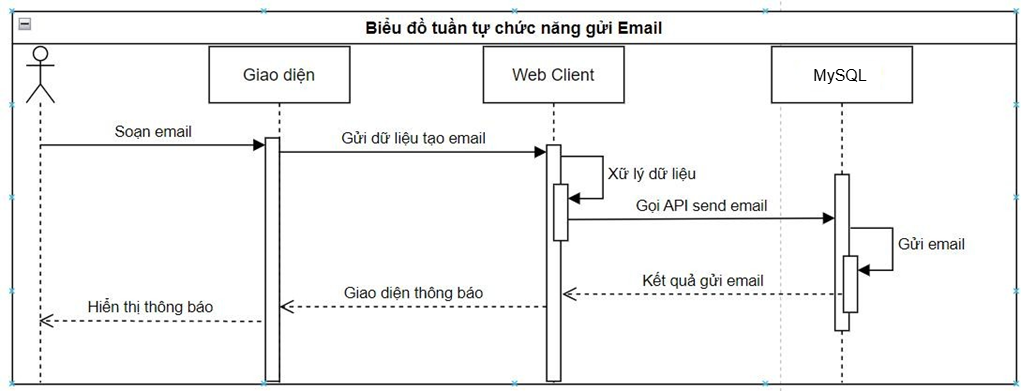 Biểu đồ tuần tự chức năng gửi Email
Giao diện
Web Client
MySQL
Soạn email
Gửi dữ liệu tạo email
Xữ lý dữ liệu
Gọi API send email
Gửi email
Kết quả gửi email
Giao diện thông báo
Hiển thị thông báo